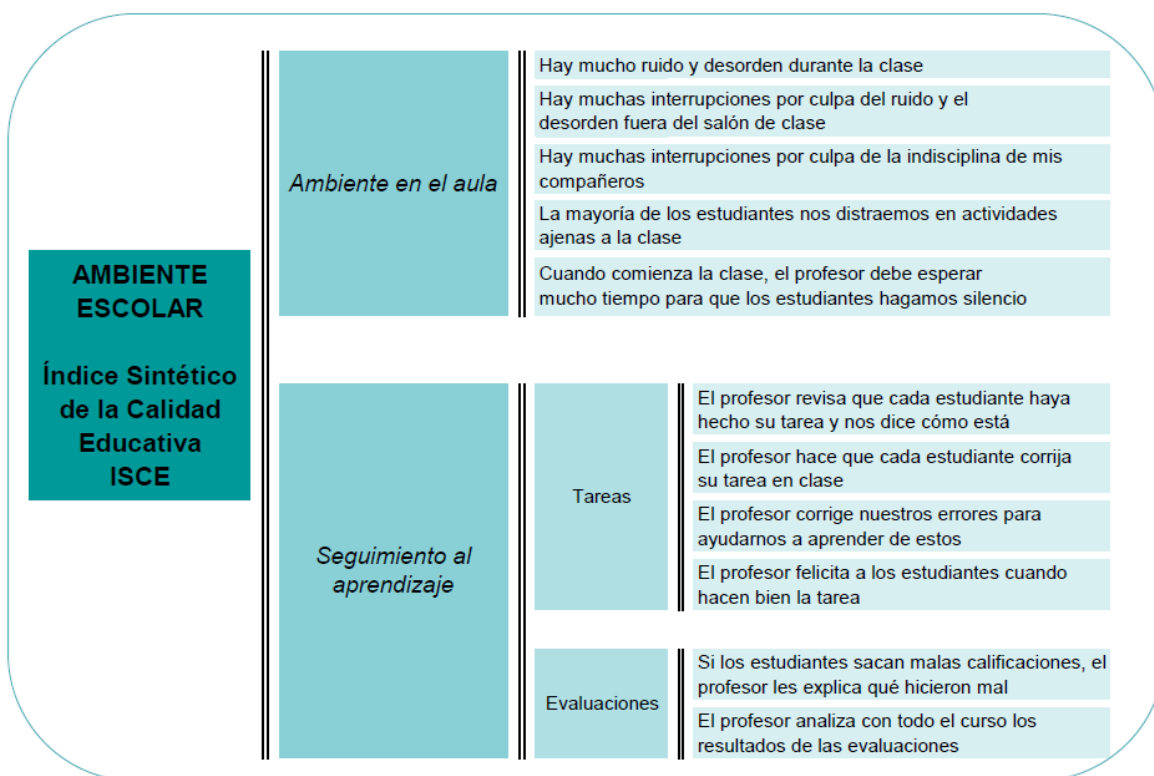 AMBIENTE
ESCOLAR
Índice Sintético
de la Calidad
Educativa
ISCE
Ambiente en el aula
Hay mucho ruido y desorden durante la clase
Hay muchas interrupciones por culpa del ruido y el
desorden fuera del salón de clase
Hay muchas interrupciones por culpa de la indisciplina de mis
compañeros
La mayoría de los estudiantes nos distraemos en actividades
ajenas a la clase
Cuando comienza la clase, el profesor debe esperar
mucho tiempo para que los estudiantes hagamos silencio
Seguimiento al
aprendizaje
Tareas
El profesor revisa que cada estudiante haya
hecho su tarea y nos dice cómo está
El profesor hace que cada estudiante corrija
su tarea en clase
El profesor corrige nuestros errores para
ayudarnos a aprender de estos
El profesor felicita a los estudiantes cuando
hacen bien la tarea
Evaluaciones
Si los estudiantes sacan malas calificaciones, el
profesor les explica qué hicieron mal
El profesor analiza con todo el curso los
resultados de las evaluaciones